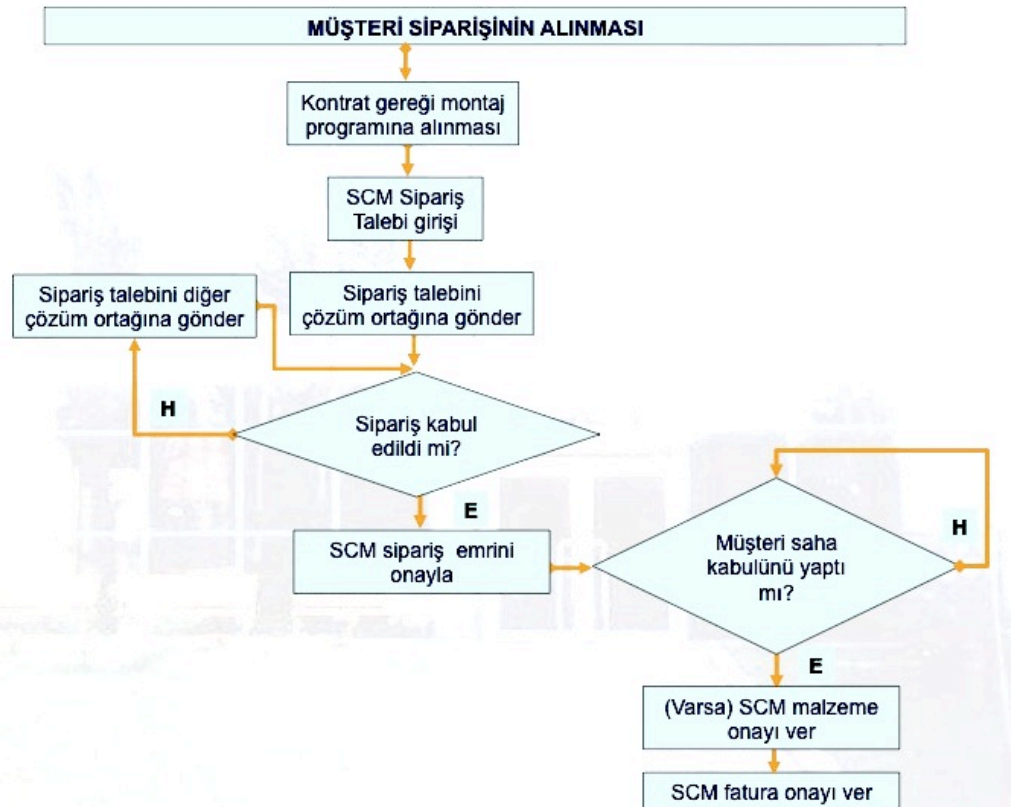 MÜŞTERİ SİPARİŞİNİN ALINMASI
Kontrat gereği montaj
programına alınması
SCM Sipariş
Talebi girişi
Sipariş talebini diğer
çözüm ortağına gönder
Sipariş talebini
çözüm ortağına gönder
H
Sipariş kabul
edildi mi?
E
SCM sipariş emrini
onayla
Müşteri saha
kabulünü yaptı
mı?
H
E
(Varsa) SCM malzeme
onayı ver
SCM fatura onayı ver